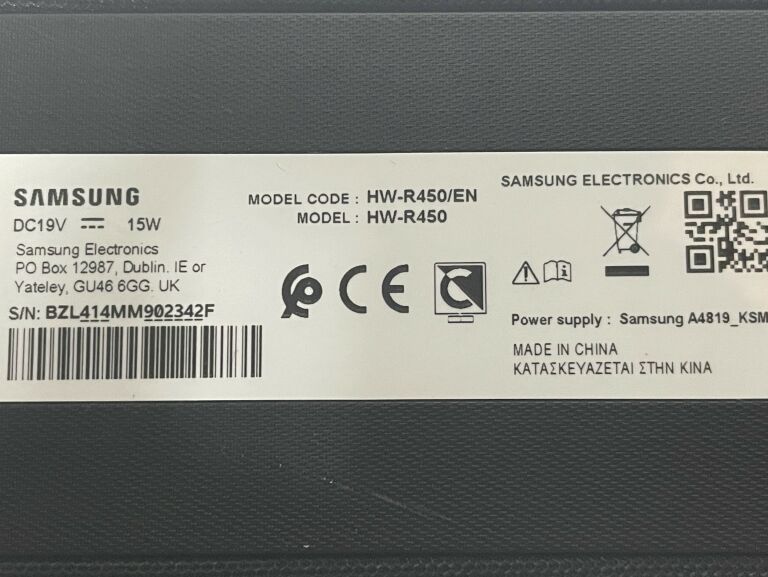 SAMSUNG
DC19V 15W
Samsung Electronics
PO Box 12987, Dublin. IE or
Yateley, GU46 6GG. UK
S/N: BZL414MM902342F
MODEL CODE : HW-R450/EN
MODEL : HW-R450
CE
SAMSUNG ELECTRONICS Co., Ltd.
Power supply : Samsung A4819_KSM
MADE IN CHINA
ΚΑΤΑΣΚΕΥΑΖΕΤΑΙ ΣΤΗΝ ΚΙΝΑ